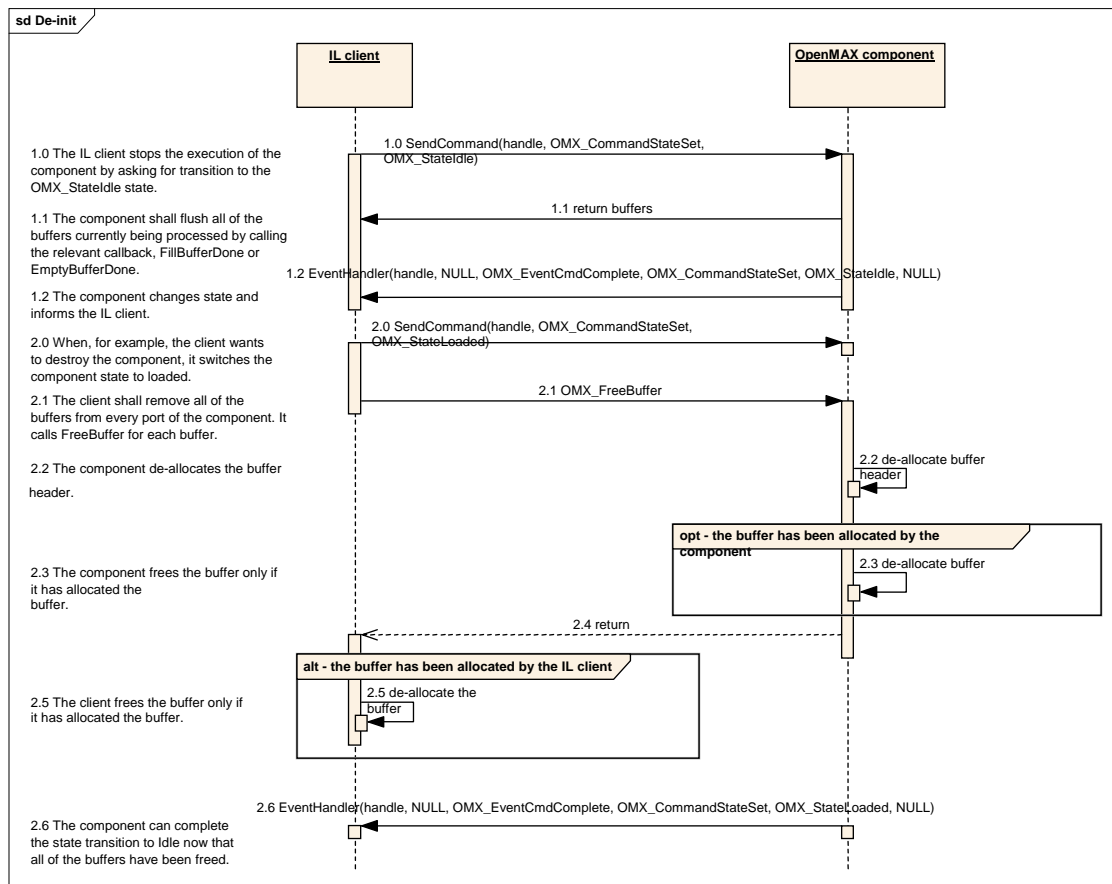 sd De-init
IL client
OpenMAX component
1.0 The IL client stops the execution of the
component by asking for transition to the
OMX_StateIdle state.
1.0 SendCommand(handle, OMX_CommandStateSet,
OMX_StateIdle)
1.1 The component shall flush all of the
buffers currently being processed by calling
the relevant callback, FillBufferDone or
EmptyBufferDone.
1.1 return buffers
1.2 EventHandler(handle, NULL, OMX_EventCmdComplete, OMX_CommandStateSet, OMX_StateIdle, NULL)
1.2 The component changes state and
informs the IL client.
2.0 SendCommand(handle, OMX_CommandStateSet,
OMX_StateLoaded)
2.0 When, for example, the client wants
to destroy the component, it switches the
component state to loaded.
2.1 OMX_FreeBuffer
2.1 The client shall remove all of the
buffers from every port of the component. It
calls FreeBuffer for each buffer.
2.2 The component de-allocates the buffer
header.
2.2 de-allocate buffer
header
opt - the buffer has been allocated by the
component
2.3 The component frees the buffer only if
it has allocated the
buffer.
2.3 de-allocate buffer
2.4 return
alt - the buffer has been allocated by the IL client
2.5 de-allocate the
buffer
2.5 The client frees the buffer only if
it has allocated the buffer.
2.6 EventHandler(handle, NULL, OMX_EventCmdComplete, OMX_CommandStateSet, OMX_StateLoaded, NULL)
2.6 The component can complete
the state transition to Idle now that
all of the buffers have been freed.